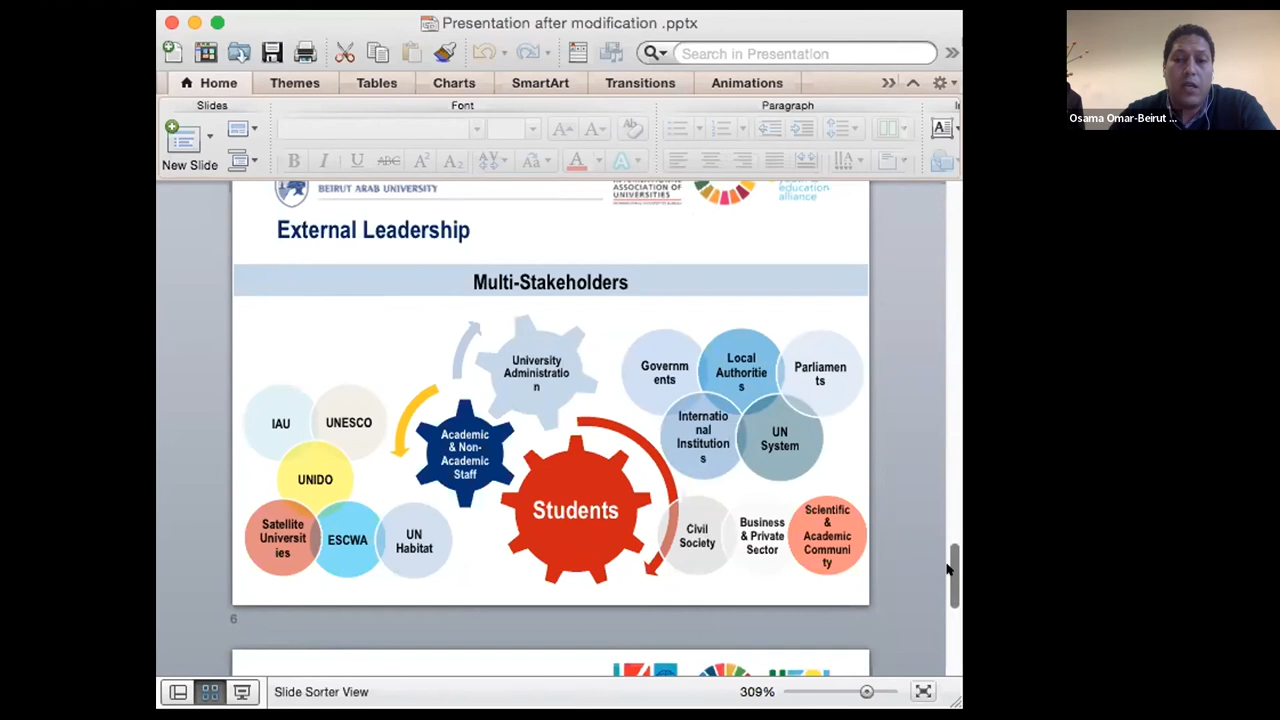 Presentation after modification .pptx
Search in Presentation
Home
Themes
Tables
Charts
SmartArt
Transitions
Animations
Slides
Font
Paragraph
New Slide
BEIRUT ARAB UNIVERSITY
ASSOCIATION OF
UNIVERSITIES
education
alliance
External Leadership
Multi-Stakeholders
University
Administratio
n
Academic
& Non-
Academic
Staff
Students
IAU
UNESCO
UNIDO
Satellite
Universit
ies
ESCWA
UN
Habitat
Governm
ents
Local
Authoritie
s
Parliamen
ts
Internatio
nal
Institution
s
UN
System
Civil
Society
Business
& Private
Sector
Scientific
&
Academic
Communi
ty
6
Slide Sorter View
309%
Osama Omar-Beirut ...